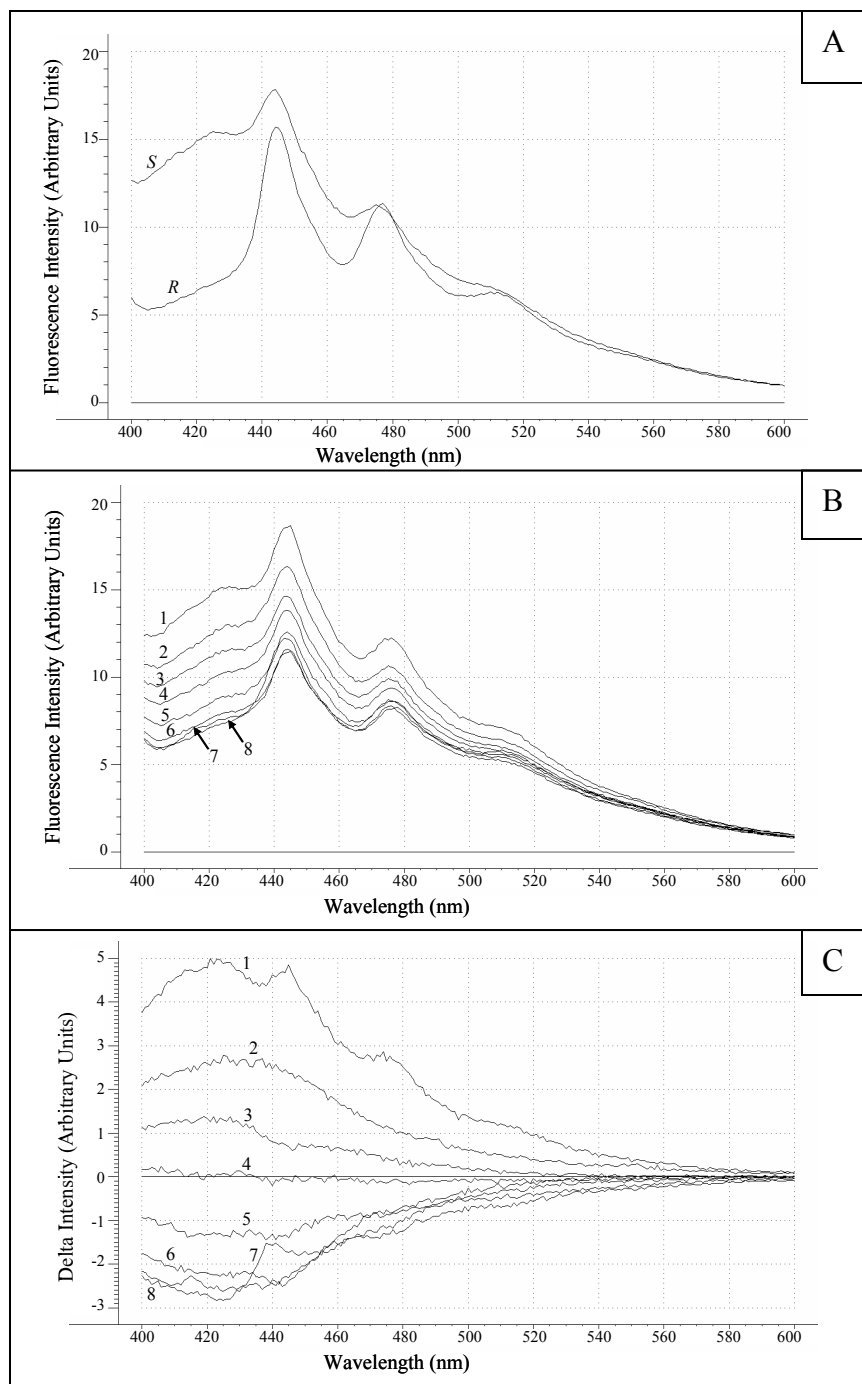 A
Fluorescence Intensity (Arbitrary Units)
20
15
10
5
0
S
R
400 420 440 460 480 500 520 540 560 580 600
Wavelength (nm)
B
Fluorescence Intensity (Arbitrary Units)
20
15
10
5
0
1
2
3
4
5
6
7
8
400 420 440 460 480 500 520 540 560 580 600
Wavelength (nm)
C
Delta Intensity (Arbitrary Units)
5
4
3
2
1
0
-1
-2
-3
1
2
3
4
5
6
7
8
400 420 440 460 480 500 520 540 560 580 600
Wavelength (nm)